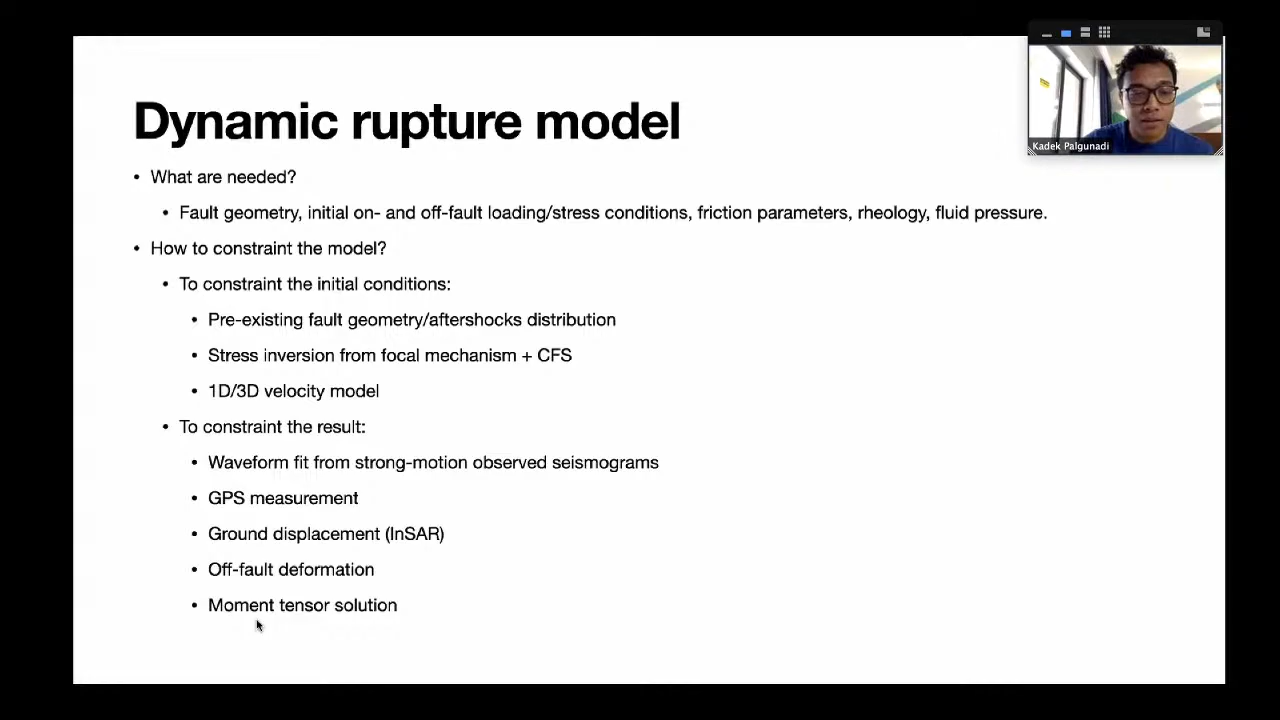 Dynamic rupture model
• What are needed?
• Fault geometry, initial on- and off-fault loading/stress conditions, friction parameters, rheology, fluid pressure.
• How to constraint the model?
• To constraint the initial conditions:
• Pre-existing fault geometry/aftershocks distribution
• Stress inversion from focal mechanism + CFS
• 1D/3D velocity model
• To constraint the result:
• Waveform fit from strong-motion observed seismograms
• GPS measurement
• Ground displacement (InSAR)
• Off-fault deformation
• Moment tensor solution
Kadek Palgunadi